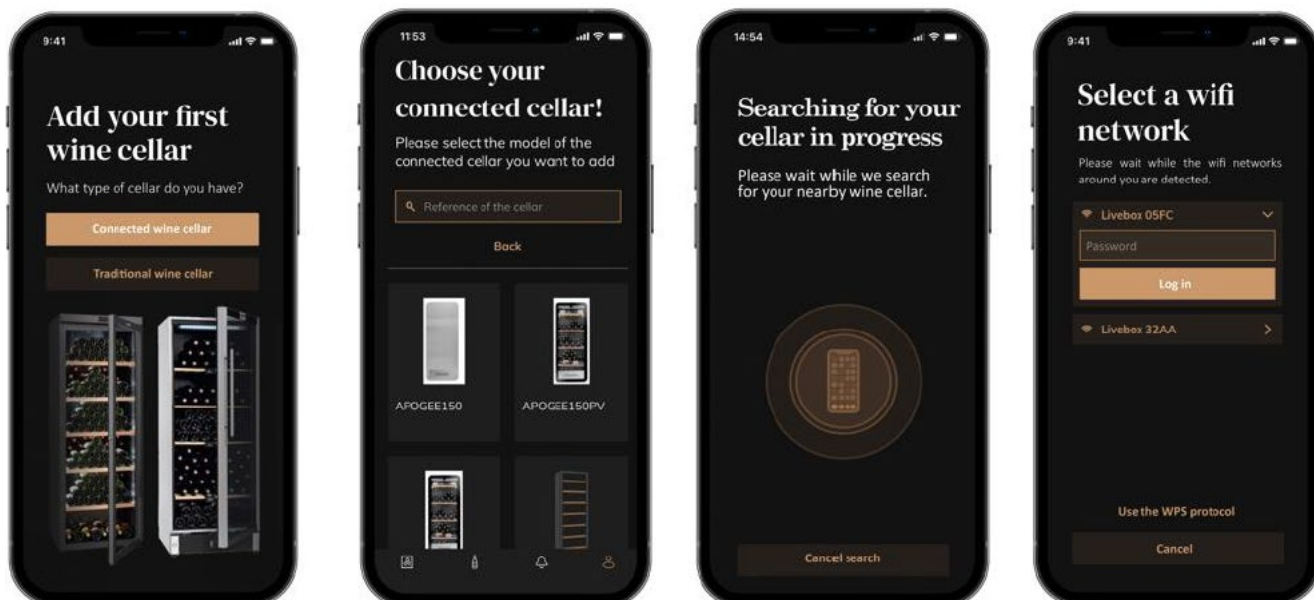 9:41
Add your first
wine cellar
What type of cellar do you have?
Connected wine cellar
Traditional wine cellar
11:53
Choose your
connected cellar!
Please select the model of the
connected cellar you want to add
Reference of the cellar
Back
APOGEE150
APOGEE150PV
14:54
Searching for your
cellar in progress
Please wait while we search
for your nearby wine cellar.
Cancel search
9:41
Select a wifi
network
Please wait while the wifi networks
around you are detected.
Livebox 05FC
Password
Log in
Livebox 32AA
Use the WPS protocol
Cancel